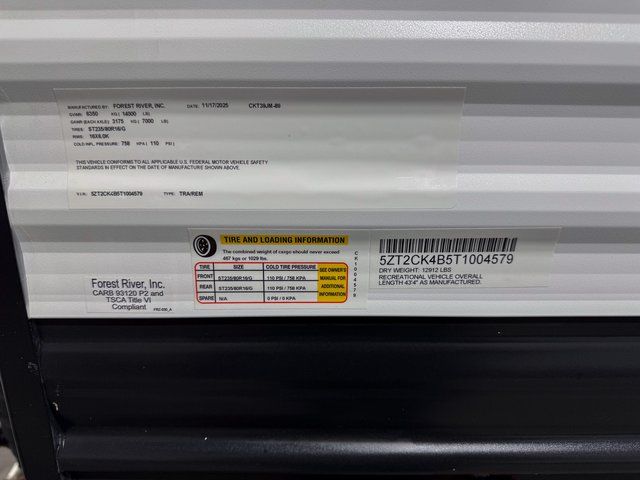 MANUFACTURED BY: FOREST RIVER, INC. DATE: 11/17/2025 CKT39JM-89
GVWR: 6350 KG ( 14000 LB)
GAWR (EACH AXLE): 3175 KG ( 7000 LB)
TIRES: ST235/80R16/G
RIMS: 16X6.0K
COLD INFL. PRESSURE: 758 KPA ( 110 PSI )
THIS VEHICLE CONFORMS TO ALL APPLICABLE U.S. FEDERAL MOTOR VEHICLE SAFETY
STANDARDS IN EFFECT ON THE DATE OF MANUFACTURE SHOWN ABOVE.
V.I.N.: 5ZT2CK4B5T1004579 TYPE: TRA/REM
TIRE AND LOADING INFORMATION
The combined weight of cargo should never exceed
467 kgs or 1029 lbs.
TIRE SIZE COLD TIRE PRESSURE
FRONT ST235/80R16/G 110 PSI / 758 KPA
REAR ST235/80R16/G 110 PSI / 758 KPA
SPARE N/A 0 PSI / 0 KPA
SEE OWNER'S
MANUAL FOR
ADDITIONAL
INFORMATION
CK1004579
5ZT2CK4B5T1004579
DRY WEIGHT: 12912 LBS
RECREATIONAL VEHICLE OVERALL
LENGTH 43'4" AS MANUFACTURED.
Forest River, Inc.
CARB 93120 P2 and
TSCA Title VI
Compliant